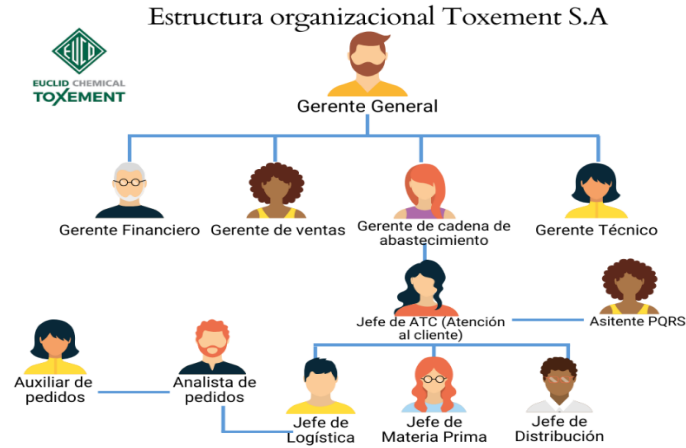 Estructura organizacional Toxement S.A
EUCO
EUCLID CHEMICAL
TOXEMENT
Gerente General
Gerente Financiero
Gerente de ventas
Gerente de cadena de
abastecimiento
Gerente Técnico
Jefe de ATC (Atención
al cliente)
Asitente PQRS
Auxiliar de
pedidos
Analista de
pedidos
Jefe de
Logística
Jefe de
Materia Prima
Jefe de
Distribución